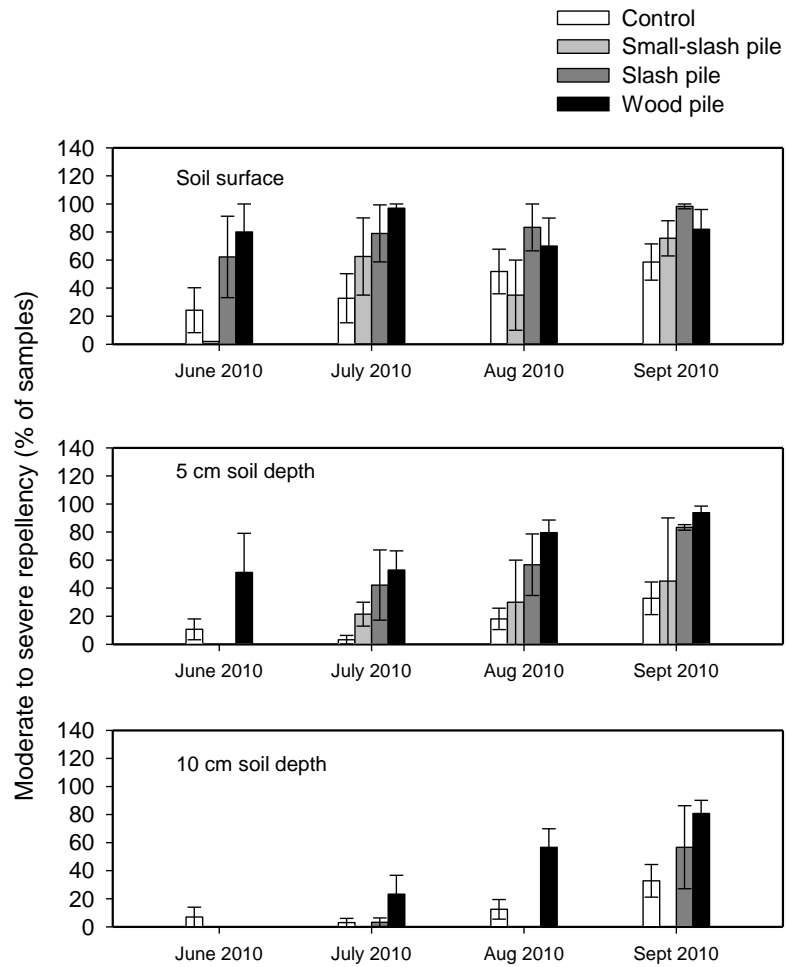 Control
Small-slash pile
Slash pile
Wood pile
Moderate to severe repellency (% of samples)
Soil surface
140
120
100
80
60
40
20
0
June 2010 July 2010 Aug 2010 Sept 2010
5 cm soil depth
140
120
100
80
60
40
20
0
June 2010 July 2010 Aug 2010 Sept 2010
10 cm soil depth
140
120
100
80
60
40
20
0
June 2010 July 2010 Aug 2010 Sept 2010